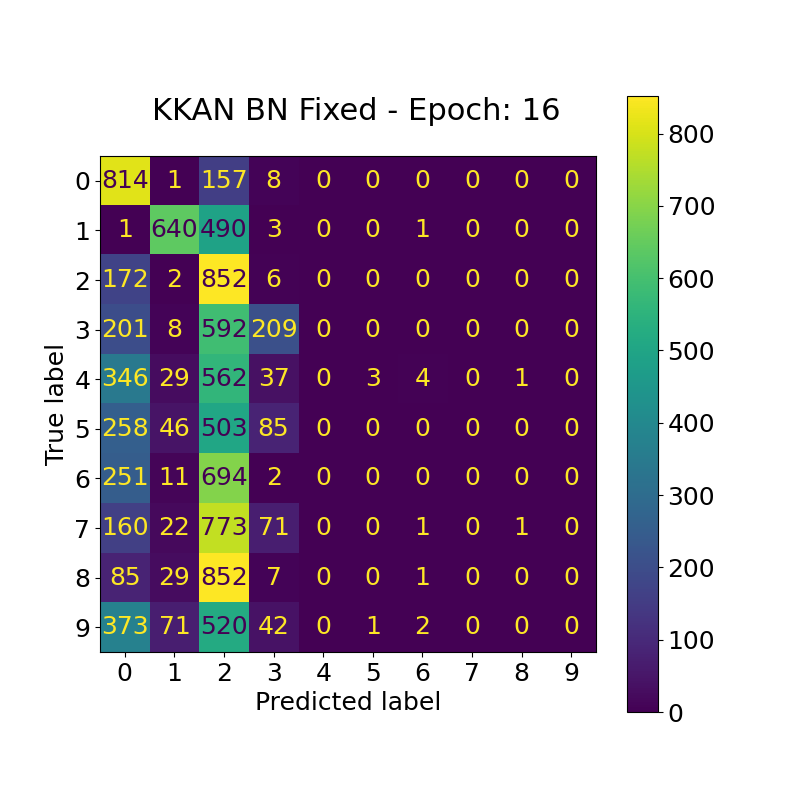 KKAN BN Fixed - Epoch: 16
True label
0 814 1 157 8 0 0 0 0 0 0
1 1 640 490 3 0 0 1 0 0 0
2 172 2 852 6 0 0 0 0 0 0
3 201 8 592 209 0 0 0 0 0 0
4 346 29 562 37 0 3 4 0 1 0
5 258 46 503 85 0 0 0 0 0 0
6 251 11 694 2 0 0 0 0 0 0
7 160 22 773 71 0 0 1 0 1 0
8 85 29 852 7 0 0 1 0 0 0
9 373 71 520 42 0 1 2 0 0 0
0 1 2 3 4 5 6 7 8 9
Predicted label
800
700
600
500
400
300
200
100
0